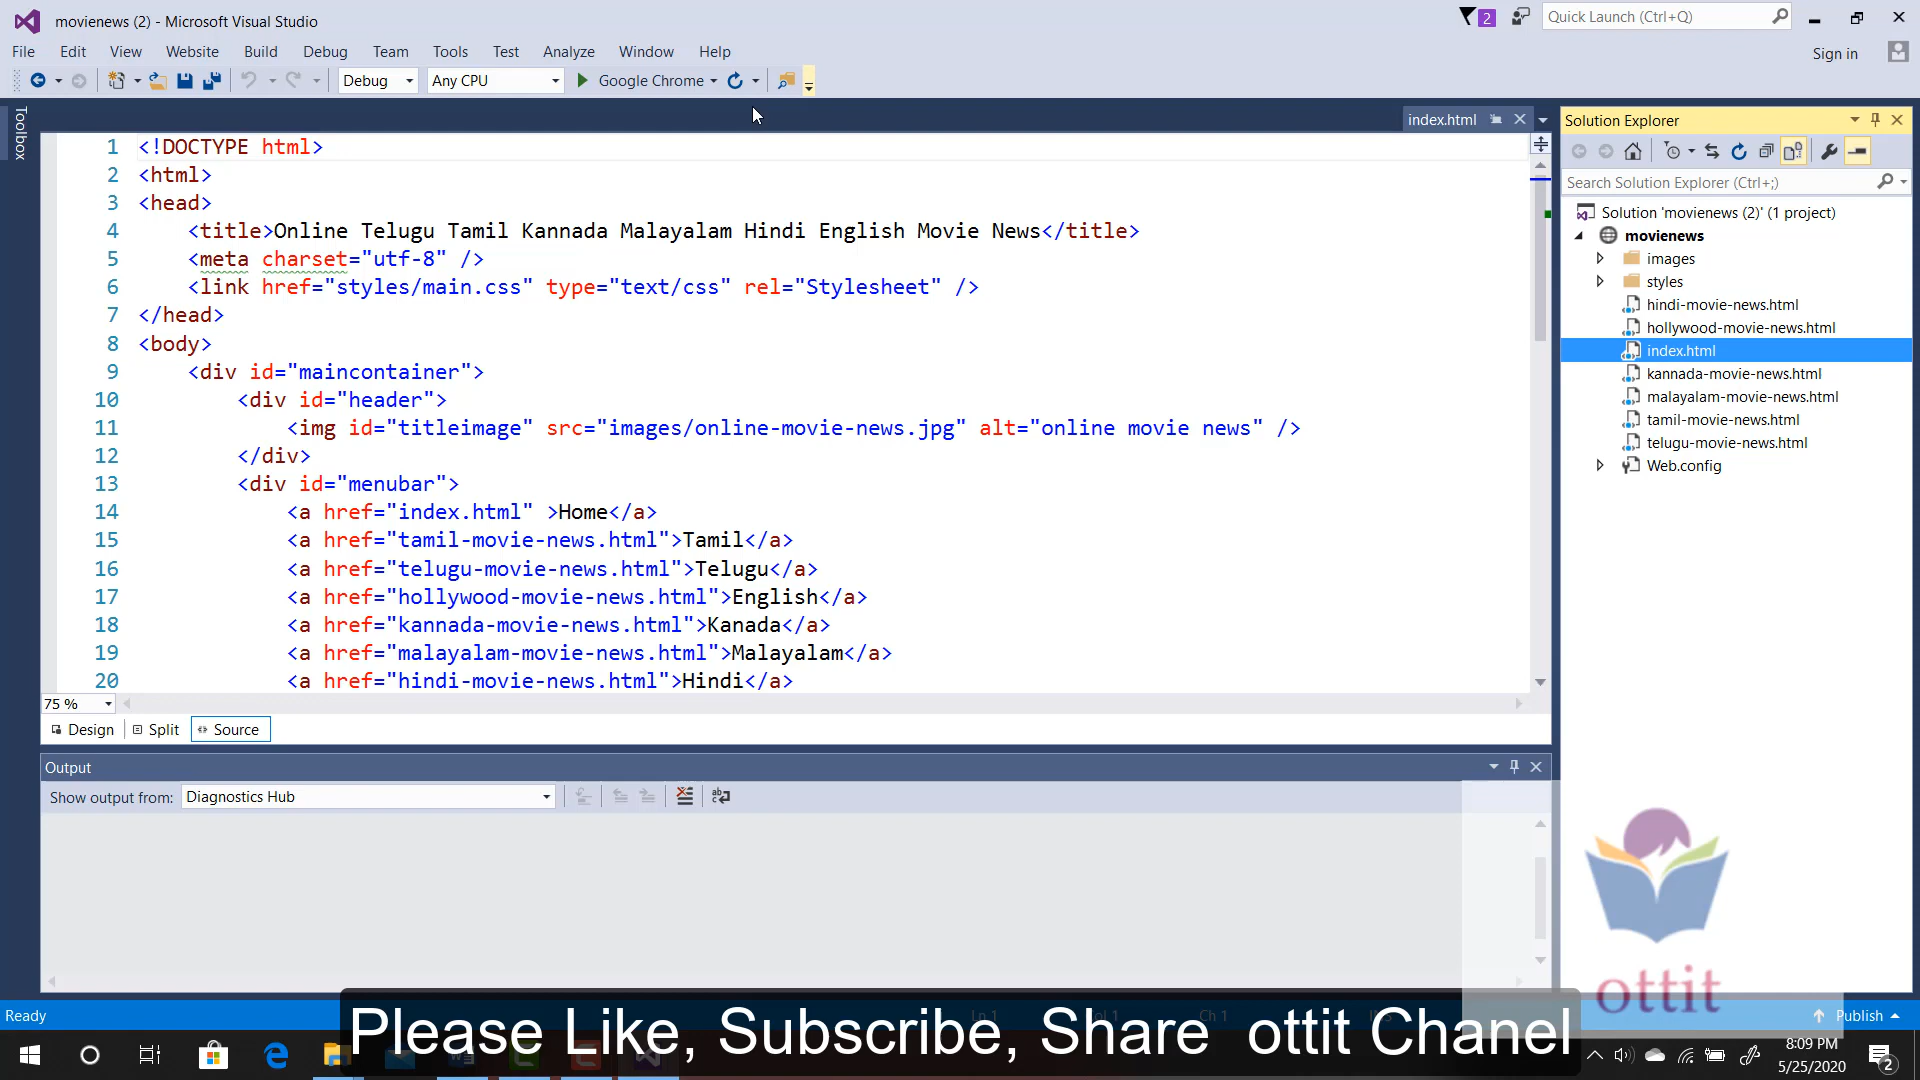 movienews (2) - Microsoft Visual Studio
2
Quick Launch (Ctrl+Q)
File Edit View Website Build Debug Team Tools Test Analyze Window Help
Sign in
Debug Any CPU Google Chrome
Toolbox
index.html
1 <!DOCTYPE html>
2 <html>
3 <head>
4 <title>Online Telugu Tamil Kannada Malayalam Hindi English Movie News</title>
5 <meta charset="utf-8" />
6 <link href="styles/main.css" type="text/css" rel="Stylesheet" />
7 </head>
8 <body>
9 <div id="maincontainer">
10 <div id="header">
11 <img id="titleimage" src="images/online-movie-news.jpg" alt="online movie news" />
12 </div>
13 <div id="menubar">
14 <a href="index.html" >Home</a>
15 <a href="tamil-movie-news.html">Tamil</a>
16 <a href="telugu-movie-news.html">Telugu</a>
17 <a href="hollywood-movie-news.html">English</a>
18 <a href="kannada-movie-news.html">Kanada</a>
19 <a href="malayalam-movie-news.html">Malayalam</a>
20 <a href="hindi-movie-news.html">Hindi</a>
75 %
Design Split Source
Output
Show output from: Diagnostics Hub
Solution Explorer
Search Solution Explorer (Ctrl+;)
Solution 'movienews (2)' (1 project)
movienews
images
styles
hindi-movie-news.html
hollywood-movie-news.html
index.html
kannada-movie-news.html
malayalam-movie-news.html
tamil-movie-news.html
telugu-movie-news.html
Web.config
ottit
Ready
Ln 1 Col 1 Ch 1
Publish
Please Like, Subscribe, Share ottit Chanel
8:09 PM
5/25/2020
2